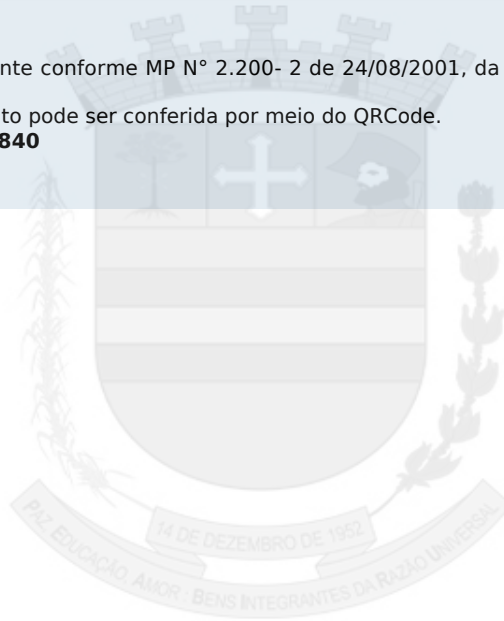 nte conforme MP N° 2.200- 2 de 24/08/2001, da
to pode ser conferida por meio do QRCode.
840
14 DE DEZEMBRO DE 1952
PAZ, EDUCAÇÃO, AMOR : BENS INTEGRANTES DA RAZÃO UNIVERSAL